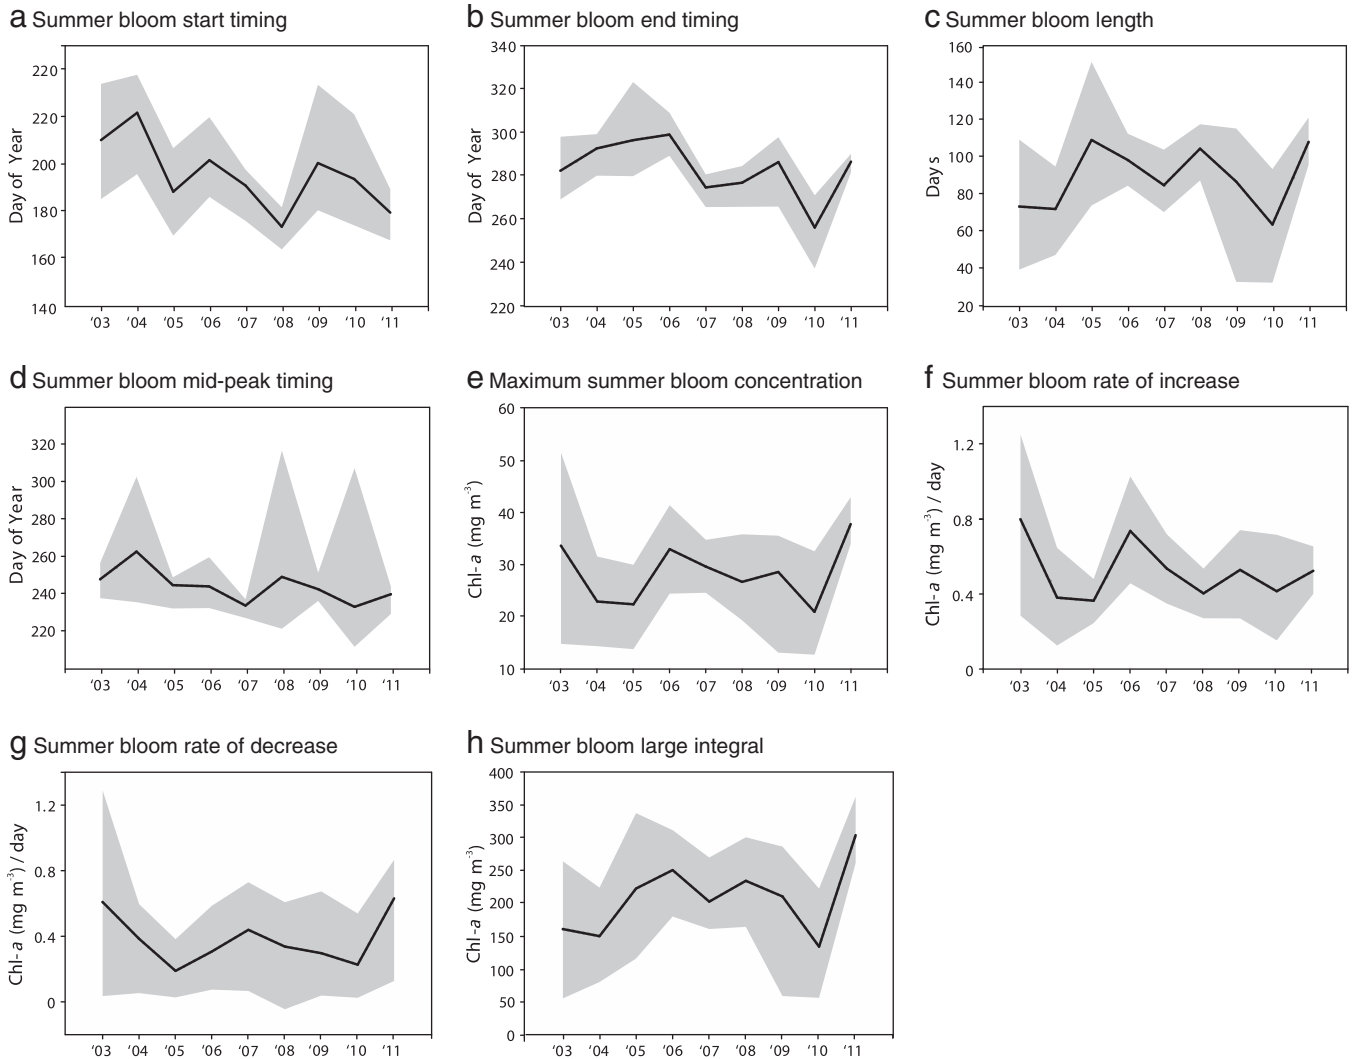 a Summer bloom start timing
220
220
200
180
160
140
Day of Year
'03 '04 '05 '06 '07 '08 '09 '10 '11
b Summer bloom end timing
340
320
300
280
260
240
220
Day of Year
'03 '04 '05 '06 '07 '08 '09 '10 '11
c Summer bloom length
160
140
120
100
80
60
40
20
Days
'03 '04 '05 '06 '07 '08 '09 '10 '11
d Summer bloom mid-peak timing
320
300
280
260
240
220
Day of Year
'03 '04 '05 '06 '07 '08 '09 '10 '11
e Maximum summer bloom concentration
60
50
40
30
20
10
Chl-a (mg m⁻³)
'03 '04 '05 '06 '07 '08 '09 '10 '11
f Summer bloom rate of increase
1.2
0.8
0.4
0
Chl-a (mg m⁻³) / day
'03 '04 '05 '06 '07 '08 '09 '10 '11
g Summer bloom rate of decrease
1.2
0.8
0.4
0
Chl-a (mg m⁻³) / day
'03 '04 '05 '06 '07 '08 '09 '10 '11
h Summer bloom large integral
400
350
300
250
200
150
100
50
0
Chl-a (mg m⁻³)
'03 '04 '05 '06 '07 '08 '09 '10 '11